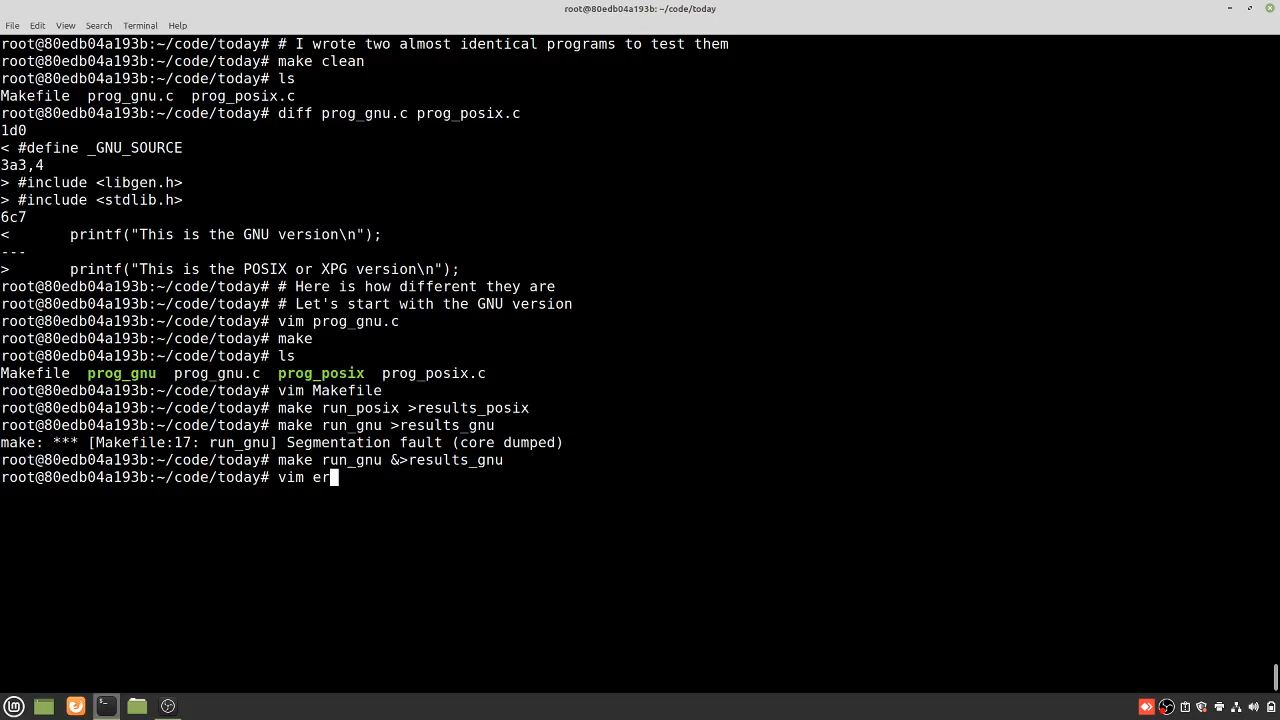 root@80edb04a193b: ~/code/today
File Edit View Search Terminal Help
root@80edb04a193b:~/code/today# # I wrote two almost identical programs to test them
root@80edb04a193b:~/code/today# make clean
root@80edb04a193b:~/code/today# ls
Makefile  prog_gnu.c  prog_posix.c
root@80edb04a193b:~/code/today# diff prog_gnu.c prog_posix.c
1d0
< #define _GNU_SOURCE
3a3,4
> #include <libgen.h>
> #include <stdlib.h>
6c7
<       printf("This is the GNU version\n");
---
>       printf("This is the POSIX or XPG version\n");
root@80edb04a193b:~/code/today# # Here is how different they are
root@80edb04a193b:~/code/today# # Let's start with the GNU version
root@80edb04a193b:~/code/today# vim prog_gnu.c
root@80edb04a193b:~/code/today# make
root@80edb04a193b:~/code/today# ls
Makefile  prog_gnu  prog_gnu.c  prog_posix  prog_posix.c
root@80edb04a193b:~/code/today# vim Makefile
root@80edb04a193b:~/code/today# make run_posix >results_posix
root@80edb04a193b:~/code/today# make run_gnu >results_gnu
make: *** [Makefile:17: run_gnu] Segmentation fault (core dumped)
root@80edb04a193b:~/code/today# make run_gnu &>results_gnu
root@80edb04a193b:~/code/today# vim er